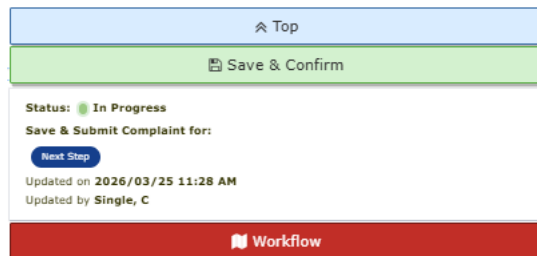 Top
Save & Confirm
Status: In Progress
Save & Submit Complaint for:
Next Step
Updated on 2026/03/25 11:28 AM
Updated by Single, C
Workflow